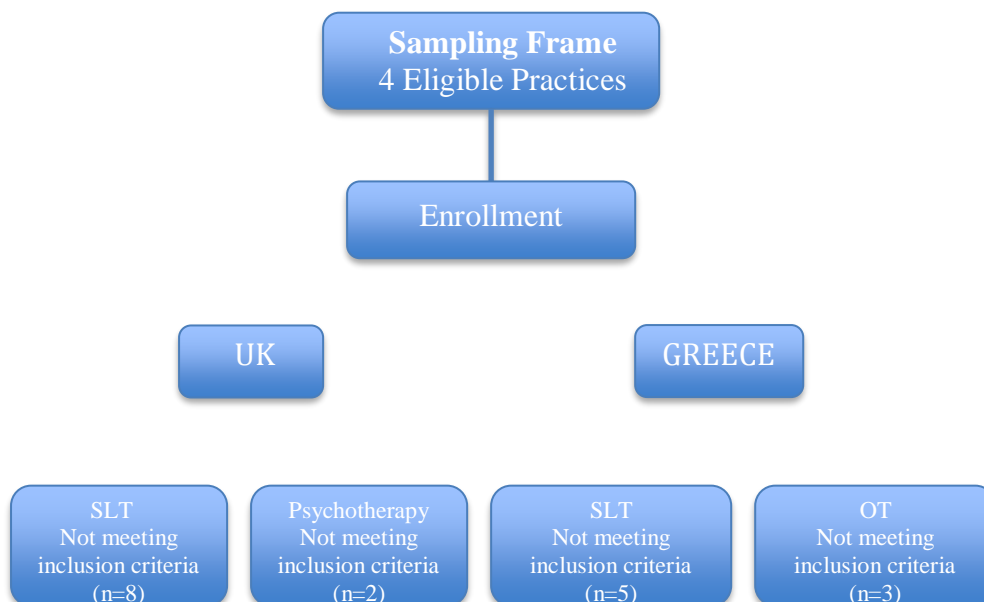 Sampling Frame
4 Eligible Practices
Enrollment
UK
GREECE
SLT
Not meeting
inclusion criteria
(n=8)
Psychotherapy
Not meeting
inclusion criteria
(n=2)
SLT
Not meeting
inclusion criteria
(n=5)
OT
Not meeting
inclusion criteria
(n=3)